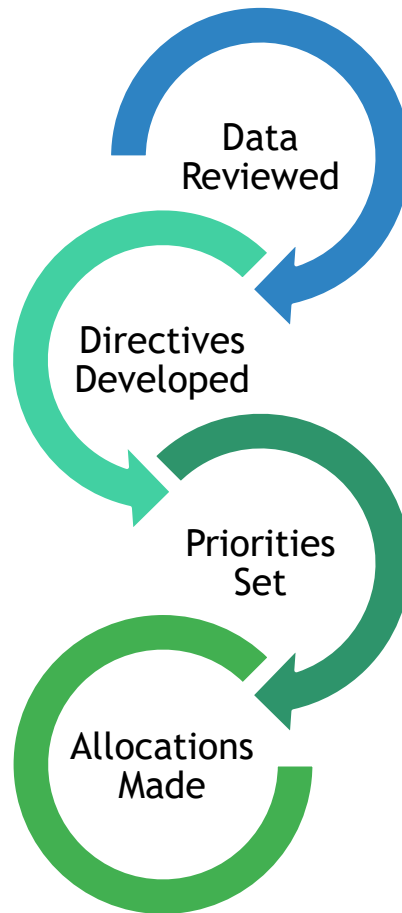 Data
Reviewed
Directives
Developed
Priorities
Set
Allocations
Made